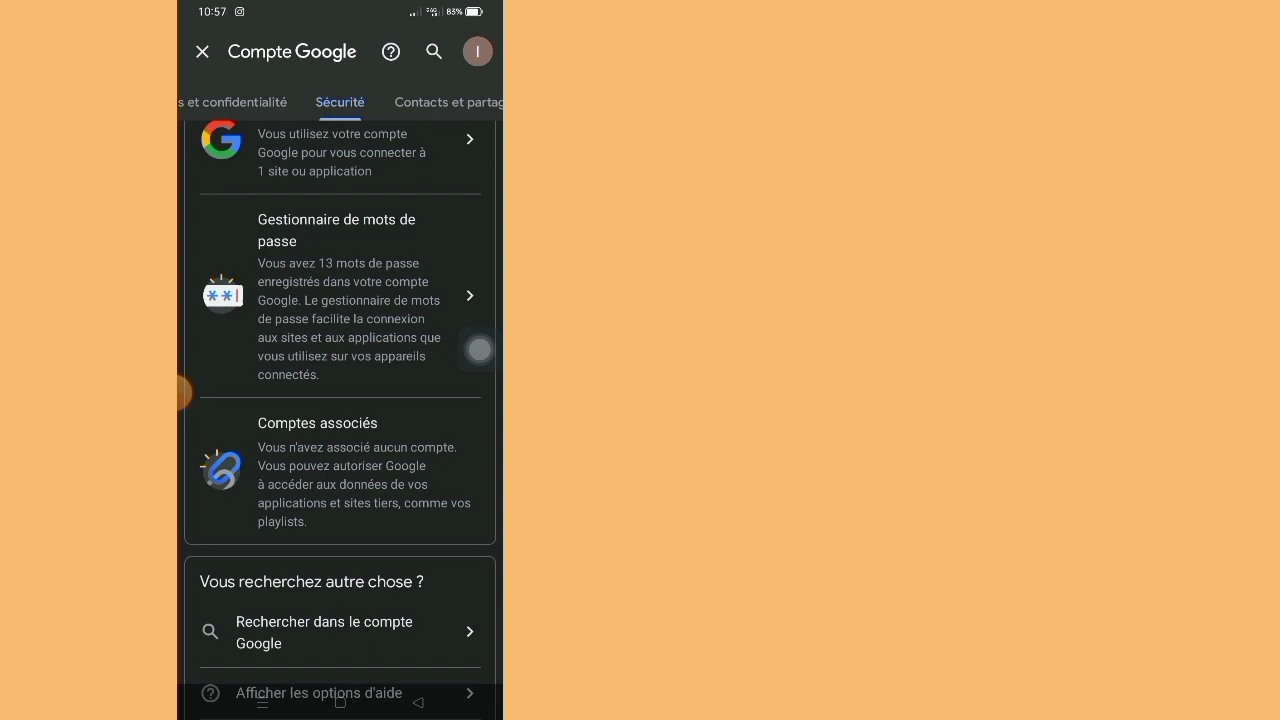 10:57 83%
Compte Google I
s et confidentialité Sécurité Contacts et partag
Vous utilisez votre compte
Google pour vous connecter à
1 site ou application
Gestionnaire de mots de
passe
Vous avez 13 mots de passe
enregistrés dans votre compte
Google. Le gestionnaire de mots
de passe facilite la connexion
aux sites et aux applications que
vous utilisez sur vos appareils
connectés.
Comptes associés
Vous n'avez associé aucun compte.
Vous pouvez autoriser Google
à accéder aux données de vos
applications et sites tiers, comme vos
playlists.
Vous recherchez autre chose ?
Rechercher dans le compte
Google
Afficher les options d'aide